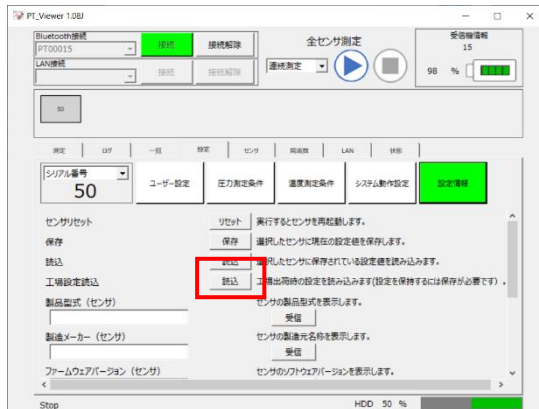 PT_Viewer 1.08J
Bluetooth接続
PT00015
接続
接続解除
LAN接続
接続
接続解除
全センサ測定
連続測定
受信機情報
15
98 %
50
測定
ログ
一覧
設定
センサ
周波数
LAN
状態
シリアル番号
50
ユーザー設定
圧力測定条件
温度測定条件
システム動作設定
設定情報
センサリセット
リセット
実行するとセンサを再起動します。
保存
保存
選択したセンサに現在の設定値を保存します。
読込
読込
選択したセンサに保存されている設定値を読み込みます。
工場設定読込
読込
工場出荷時の設定を読み込みます(設定を保持するには保存が必要です)。
製品型式（センサ）
センサの製品型式を表示します。
受信
製造メーカー（センサ）
センサの製造元名称を表示します。
受信
ファームウェアバージョン（センサ）
センサのソフトウェアバージョンを表示します。
Stop
HDD 50 %